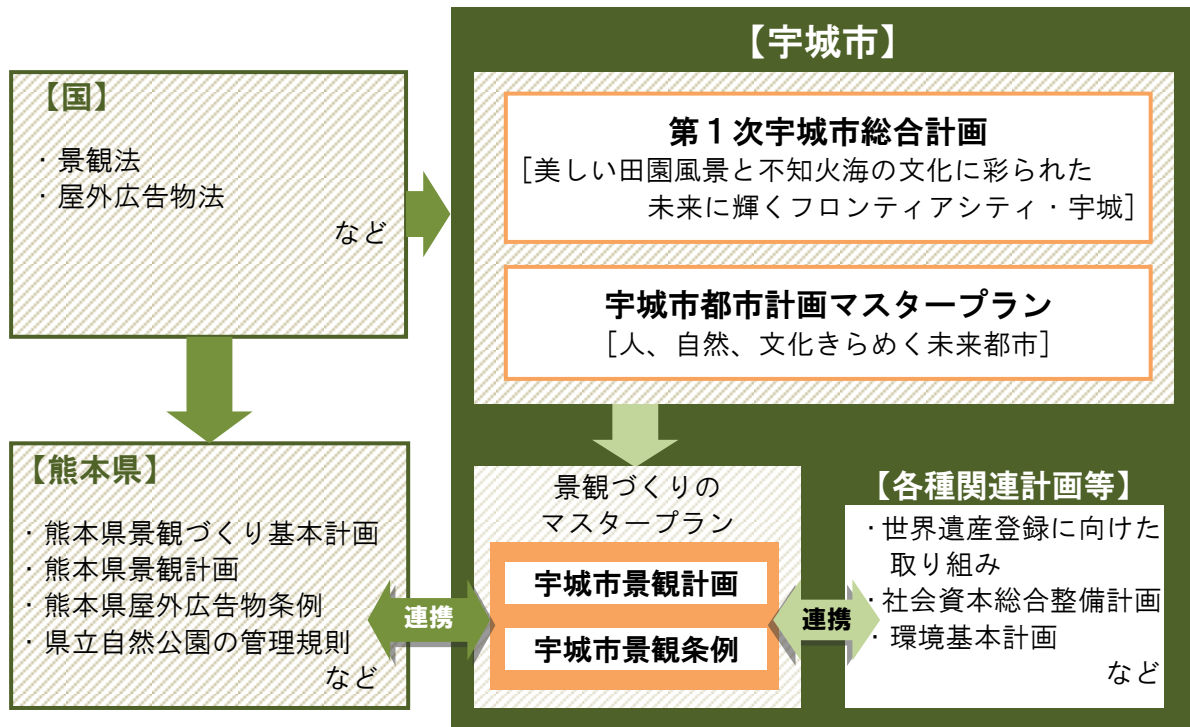 【国】
・景観法
・屋外広告物法
など
【宇城市】
第１次宇城市総合計画
［美しい田園風景と不知火海の文化に彩られた
未来に輝くフロンティアシティ・宇城］
宇城市都市計画マスタープラン
［人、自然、文化きらめく未来都市］
【熊本県】
・熊本県景観づくり基本計画
・熊本県景観計画
・熊本県屋外広告物条例
・県立自然公園の管理規則
など
連携
景観づくりの
マスタープラン
宇城市景観計画
宇城市景観条例
連携
【各種関連計画等】
・世界遺産登録に向けた
取り組み
・社会資本総合整備計画
・環境基本計画
など